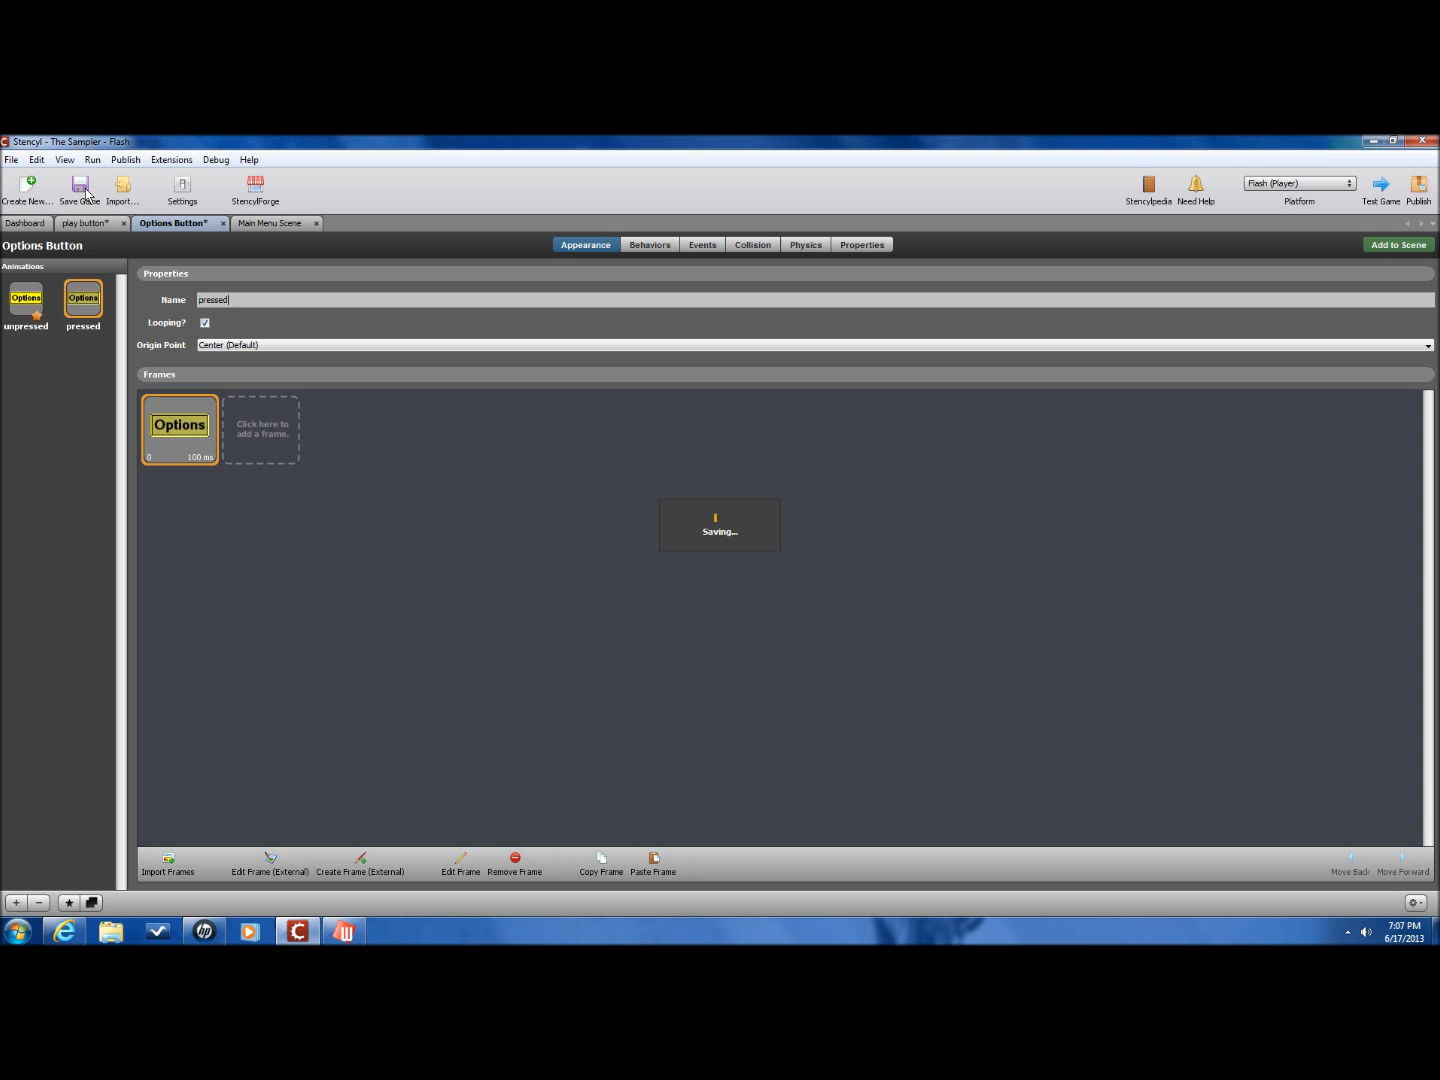 Stencyl - The Sampler - Flash
File Edit View Run Publish Extensions Debug Help
Create New... Save Game Import... Settings StencylForge Stencylpedia Need Help Flash (Player) Platform Test Game Publish
Dashboard play button* Options Button* Main Menu Scene
Options Button Appearance Behaviors Events Collision Physics Properties Add to Scene
Animations
Properties
Options Options
unpressed pressed
Name pressed
Looping?
Origin Point Center (Default)
Frames
Options
0 100 ms
Click here to
add a frame.
Saving...
Import Frames Edit Frame (External) Create Frame (External) Edit Frame Remove Frame Copy Frame Paste Frame Move Back Move Forward
hp
7:07 PM
6/17/2013